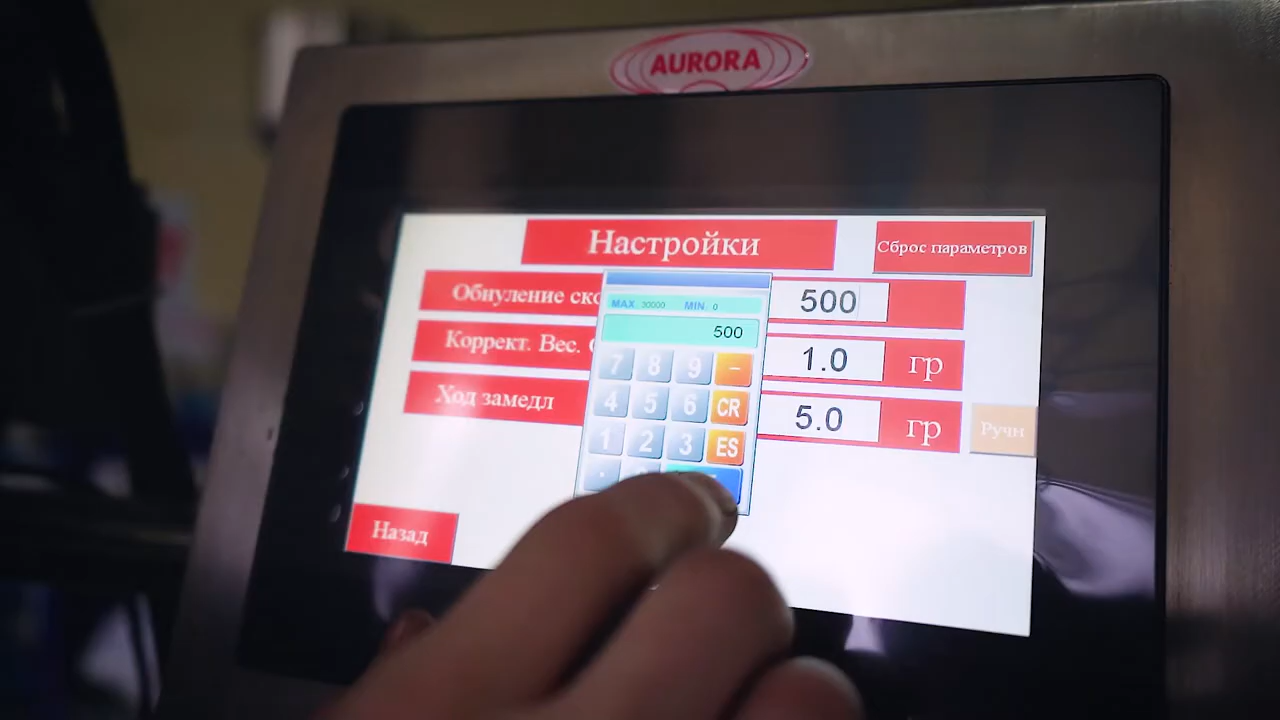 AURORA
Настройки
Сброс параметров
Обнуление ско
500
Коррект. Вес.
1.0 гр
Ход замедл
5.0 гр
Ручн
MAX. 30000 MIN. 0
500
7 8 9 -
4 5 6 CR
1 2 3 ES
.
Назад